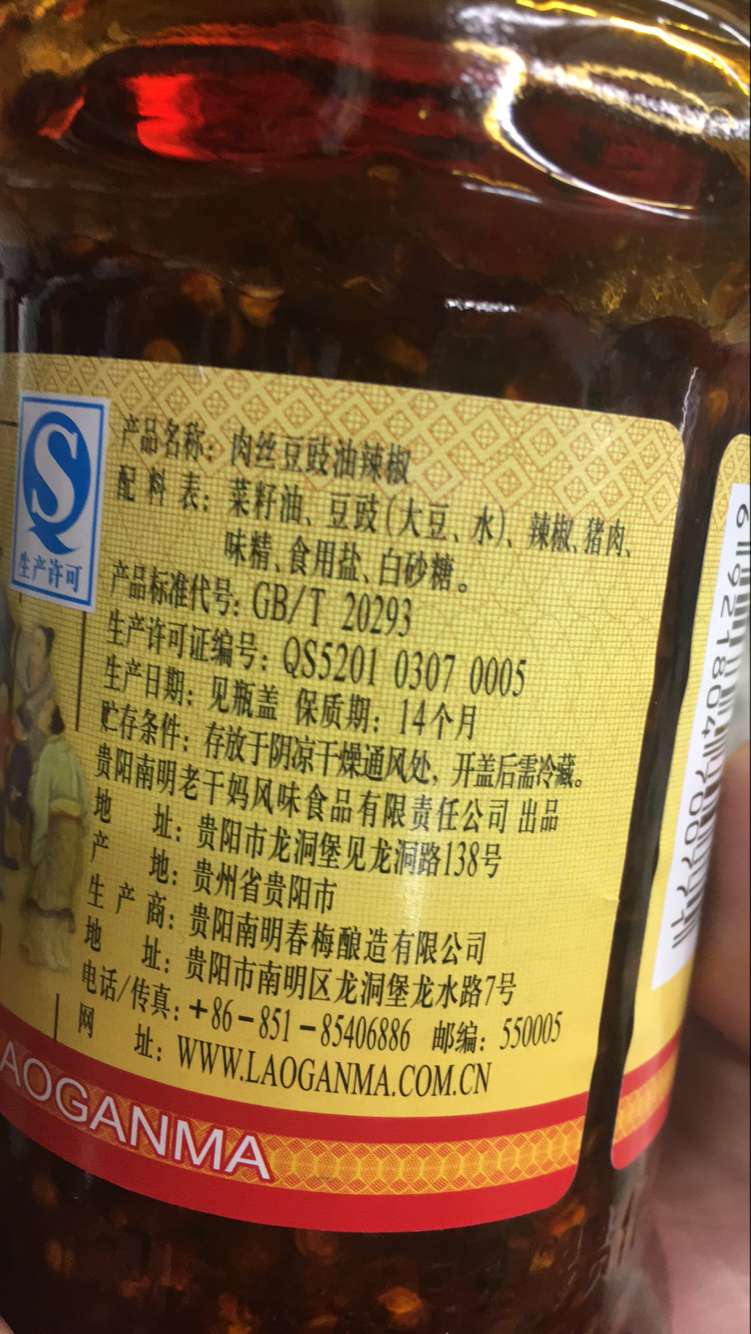 生产许可
产品名称：肉丝豆豉油辣椒
配料表：菜籽油、豆豉(大豆、水)、辣椒、猪肉、
味精、食用盐、白砂糖。
产品标准代号：GB/T 20293
生产许可证编号：QS5201 0307 0005
生产日期：见瓶盖 保质期：14个月
贮存条件：存放于阴凉干燥通风处，开盖后需冷藏。
贵阳南明老干妈风味食品有限责任公司 出品
地 址：贵阳市龙洞堡见龙洞路138号
产 地：贵州省贵阳市
生产商：贵阳南明春梅酿造有限公司
地 址：贵阳市南明区龙洞堡龙水路7号
电话/传真：+86-851-85406886 邮编：550005
网 址：WWW.LAOGANMA.COM.CN
AOGANMA